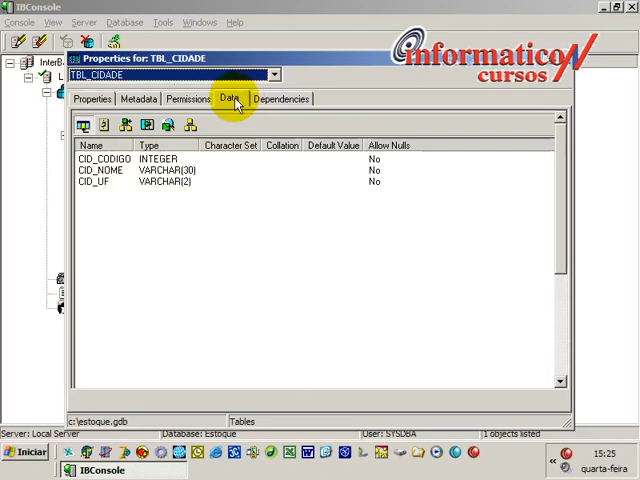 IBConsole
Console View Server Database Tools Windows Help
InterBa
L
Properties for: TBL_CIDADE
TBL_CIDADE
informaticon
cursos
Properties Metadata Permissions Data Dependencies
Name Type Character Set Collation Default Value Allow Nulls
CID_CODIGO INTEGER No
CID_NOME VARCHAR(30) No
CID_UF VARCHAR(2) No
c:\estoque.gdb Tables
Server: Local Server Database: Estoque User: SYSDBA 1 objects listed
Iniciar
15:25
IBConsole
quarta-feira